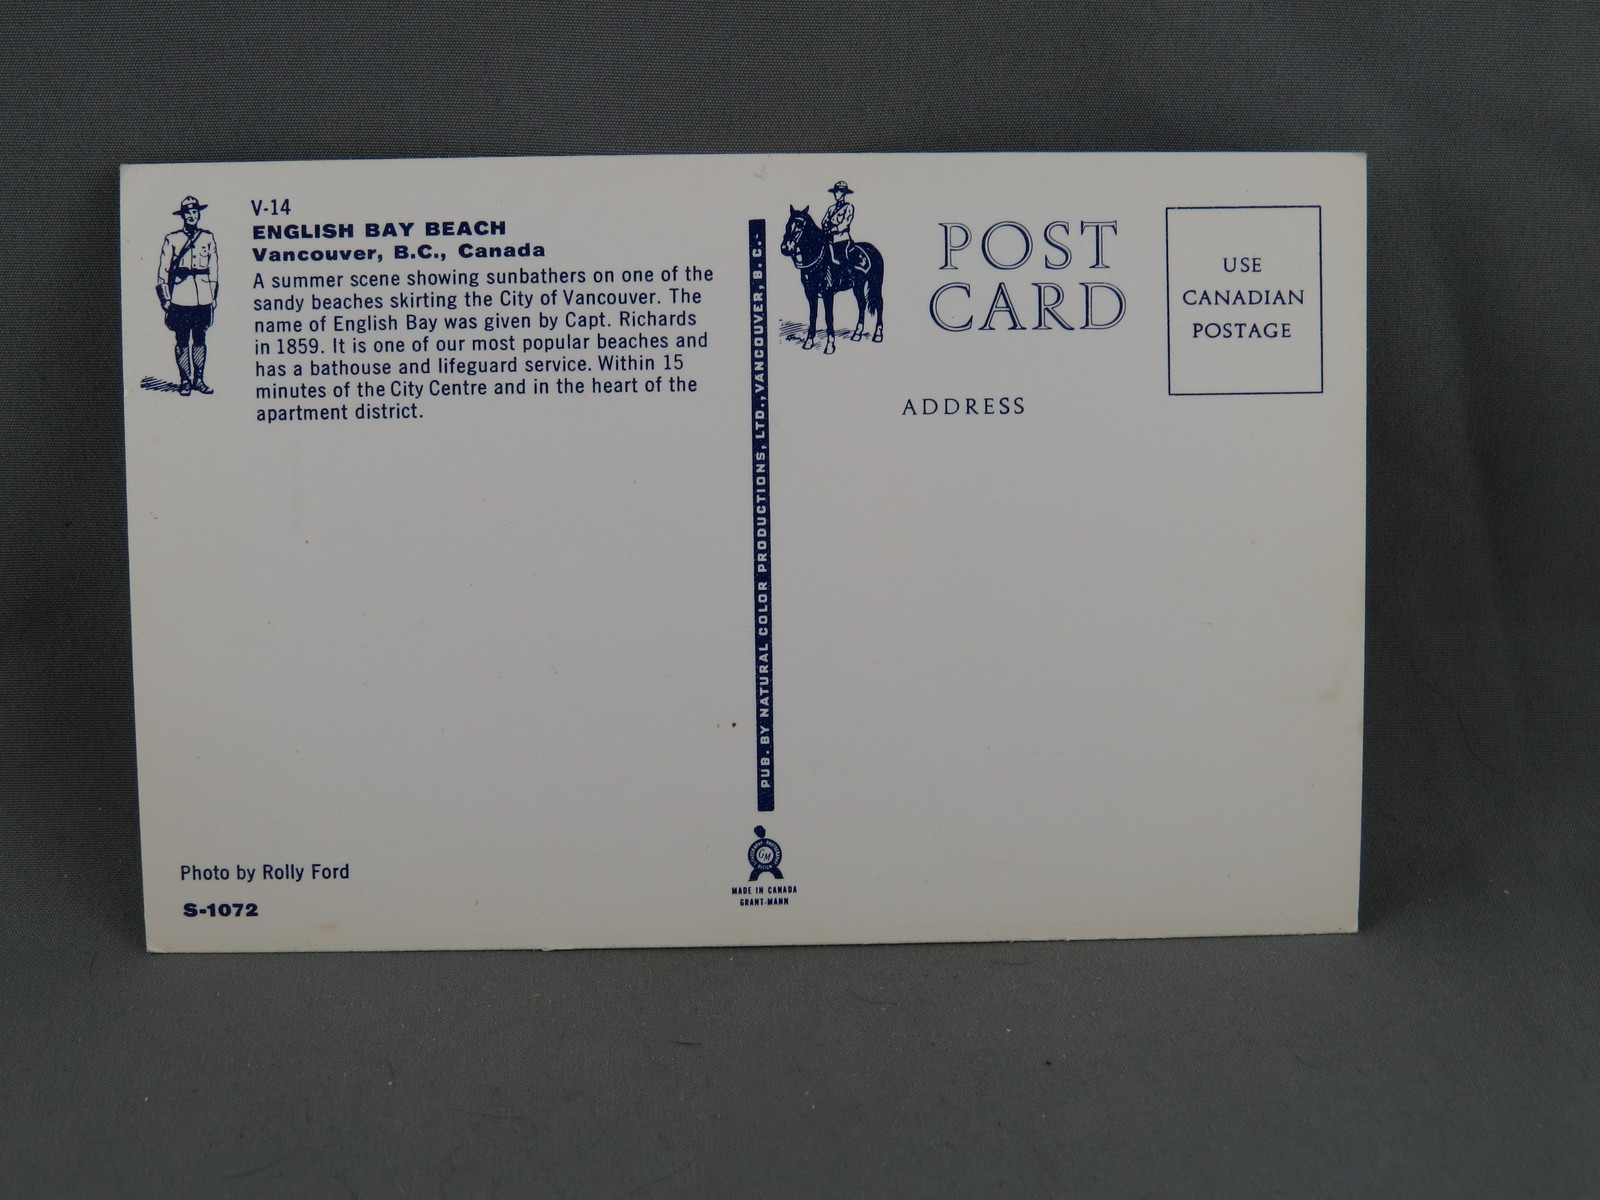 V-14
ENGLISH BAY BEACH
Vancouver, B.C., Canada
A summer scene showing sunbathers on one of the
sandy beaches skirting the City of Vancouver. The
name of English Bay was given by Capt. Richards
in 1859. It is one of our most popular beaches and
has a bathouse and lifeguard service. Within 15
minutes of the City Centre and in the heart of the
apartment district.
Photo by Rolly Ford
S-1072
PUB. BY NATURAL COLOR PRODUCTIONS, LTD., VANCOUVER, B.C.
GM
MADE IN CANADA
GRANT-MANN
POST
CARD
ADDRESS
USE
CANADIAN
POSTAGE